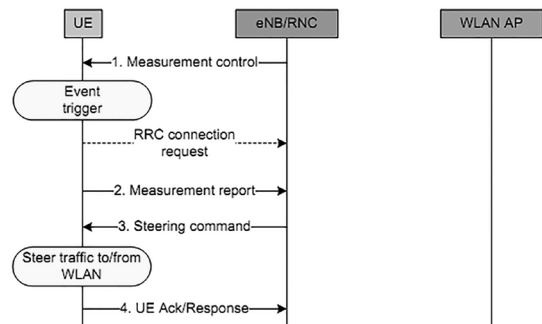 UE
eNB/RNC
WLAN AP
1. Measurement control
Event
trigger
RRC connection
request
2. Measurement report
3. Steering command
Steer traffic to/from
WLAN
4. UE Ack/Response